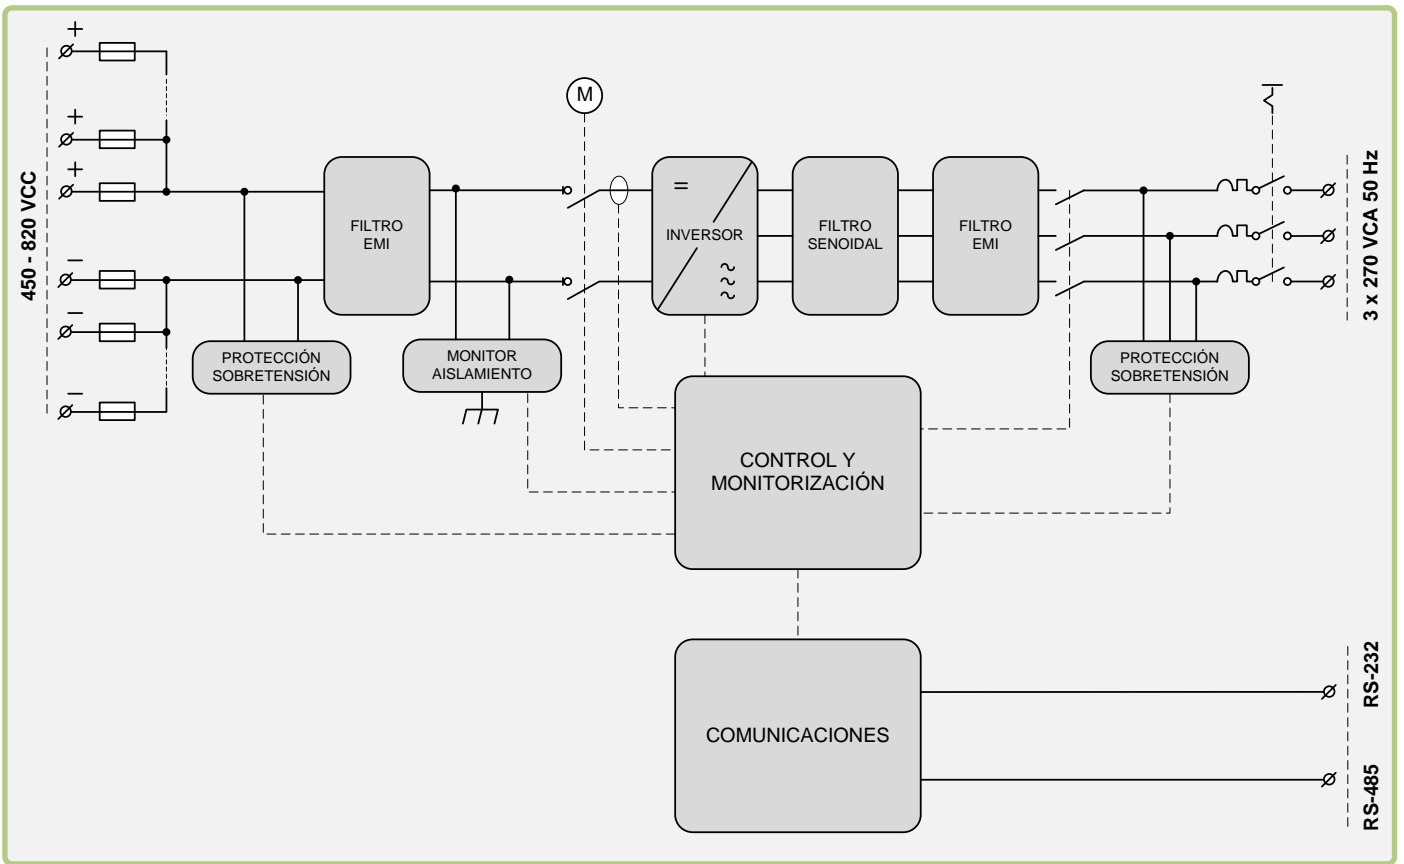 +
+
+
450 - 820 VCC
−
−
−
M
FILTRO
EMI
=
INVERSOR
~
~
~
FILTRO
SENOIDAL
FILTRO
EMI
3 x 270 VCA 50 Hz
PROTECCIÓN
SOBRETENSIÓN
MONITOR
AISLAMIENTO
PROTECCIÓN
SOBRETENSIÓN
CONTROL Y
MONITORIZACIÓN
COMUNICACIONES
RS-232
RS-485